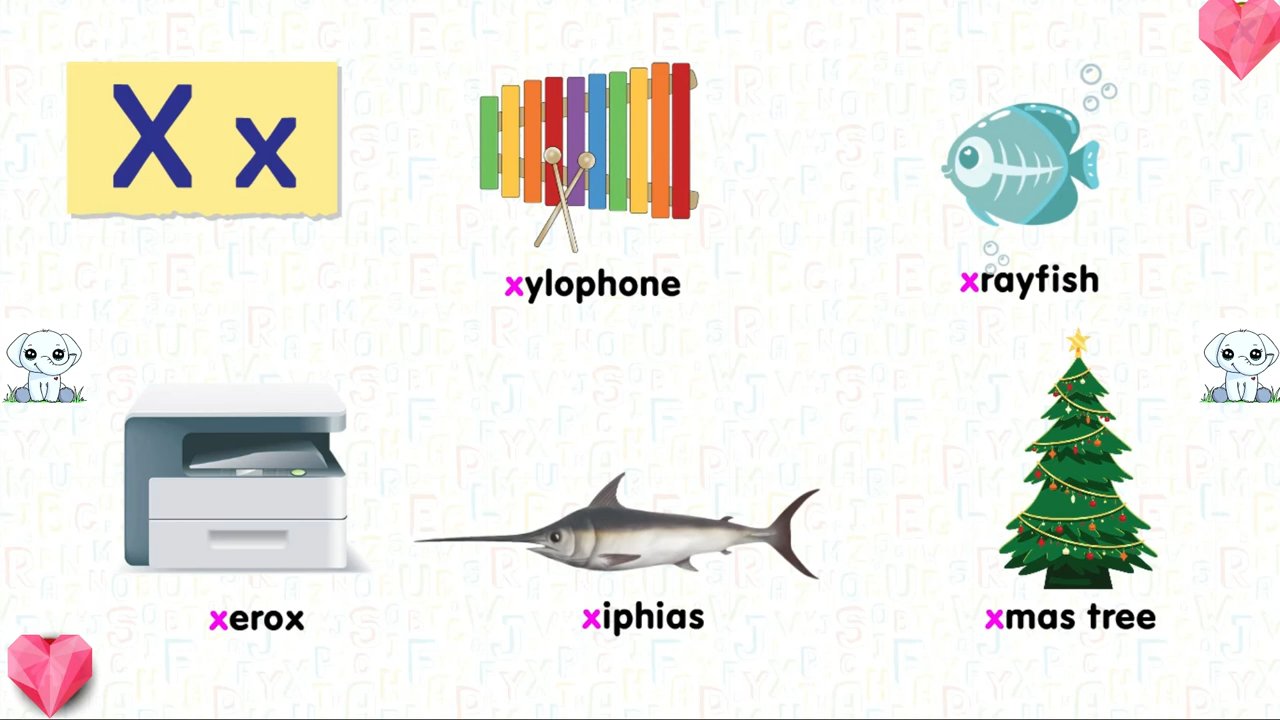 X x
xylophone
xrayfish
xerox
xiphias
xmas tree